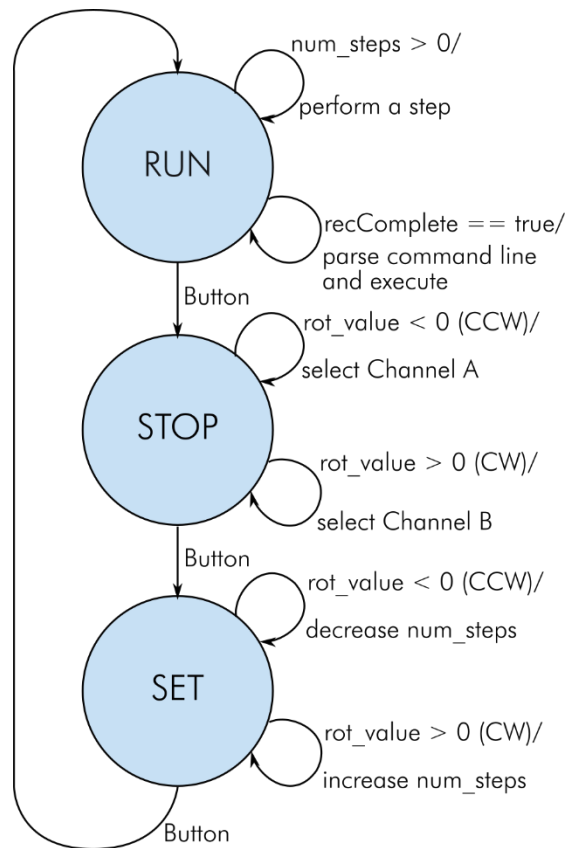 num_steps > 0/
perform a step
RUN
recComplete == true/
parse command line
and execute
Button
rot_value < 0 (CCW)/
select Channel A
STOP
rot_value > 0 (CW)/
select Channel B
Button
rot_value < 0 (CCW)/
decrease num_steps
SET
rot_value > 0 (CW)/
increase num_steps
Button